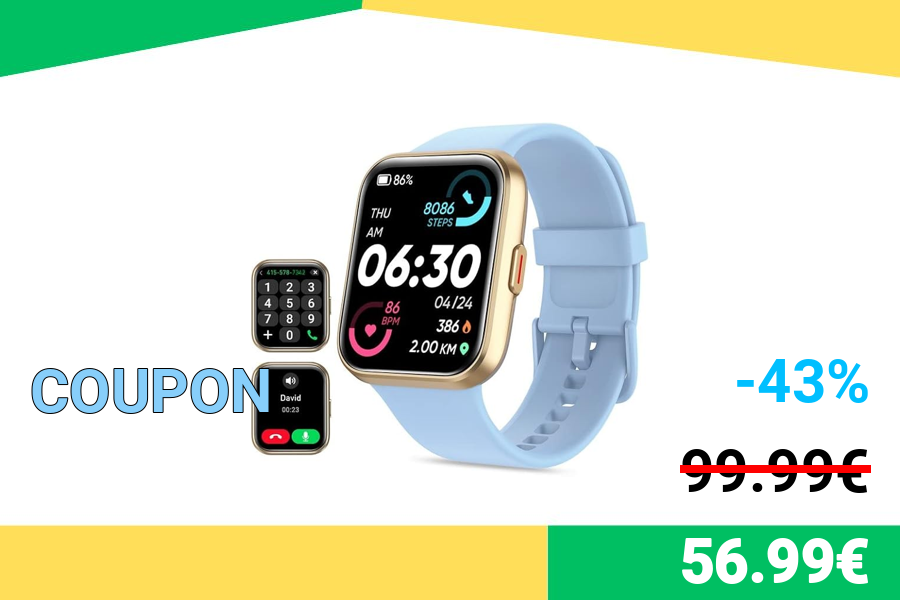 86%
8086
STEPS
THU
AM
06:30
86
BPM
04/24
386
2.00 KM
415-578-7342
1 2 3
4 5 6
7 8 9
+ 0
David
00:23
COUPON
-43%
99.99€
56.99€